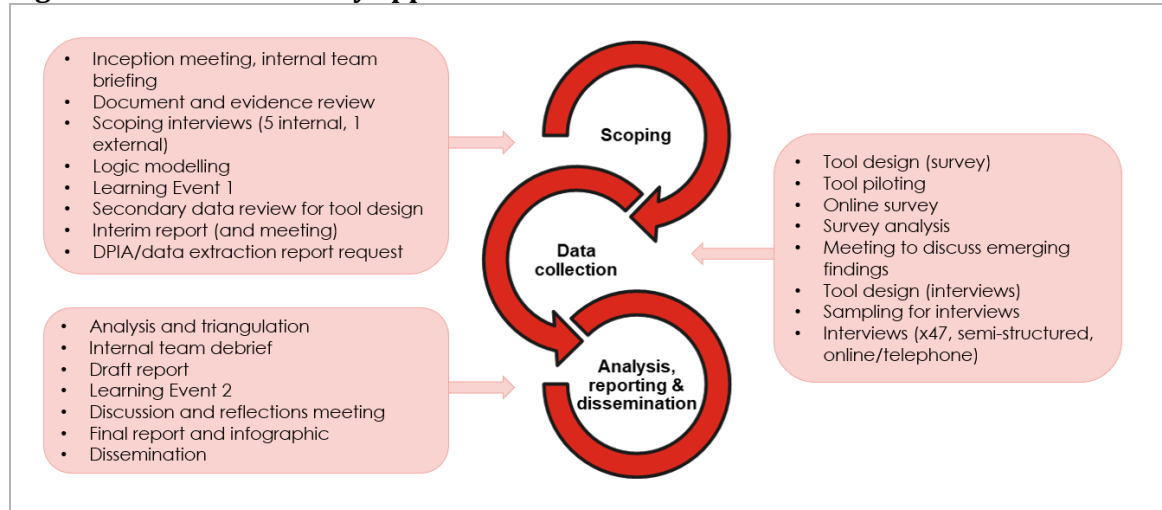 • Inception meeting, internal team
briefing
• Document and evidence review
• Scoping interviews (5 internal, 1
external)
• Logic modelling
• Learning Event 1
• Secondary data review for tool design
• Interim report (and meeting)
• DPIA/data extraction report request
Scoping
• Tool design (survey)
• Tool piloting
• Online survey
• Survey analysis
• Meeting to discuss emerging
findings
• Tool design (interviews)
• Sampling for interviews
• Interviews (x47, semi-structured,
online/telephone)
Data
collection
• Analysis and triangulation
• Internal team debrief
• Draft report
• Learning Event 2
• Discussion and reflections meeting
• Final report and infographic
• Dissemination
Analysis,
reporting &
dissemination